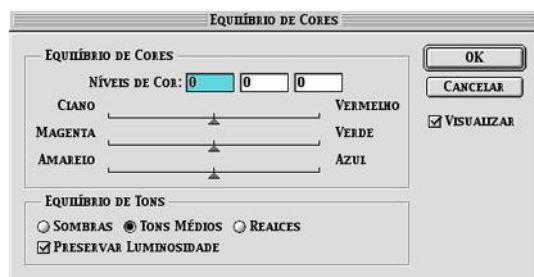 Equilíbrio de Cores
Equilíbrio de Cores
Níveis de Cor: 0 0 0
Ciano Vermelho
Magenta Verde
Amarelo Azul
Equilíbrio de Tons
Sombras Tons Médios Realces
Preservar Luminosidade
OK
Cancelar
Visualizar